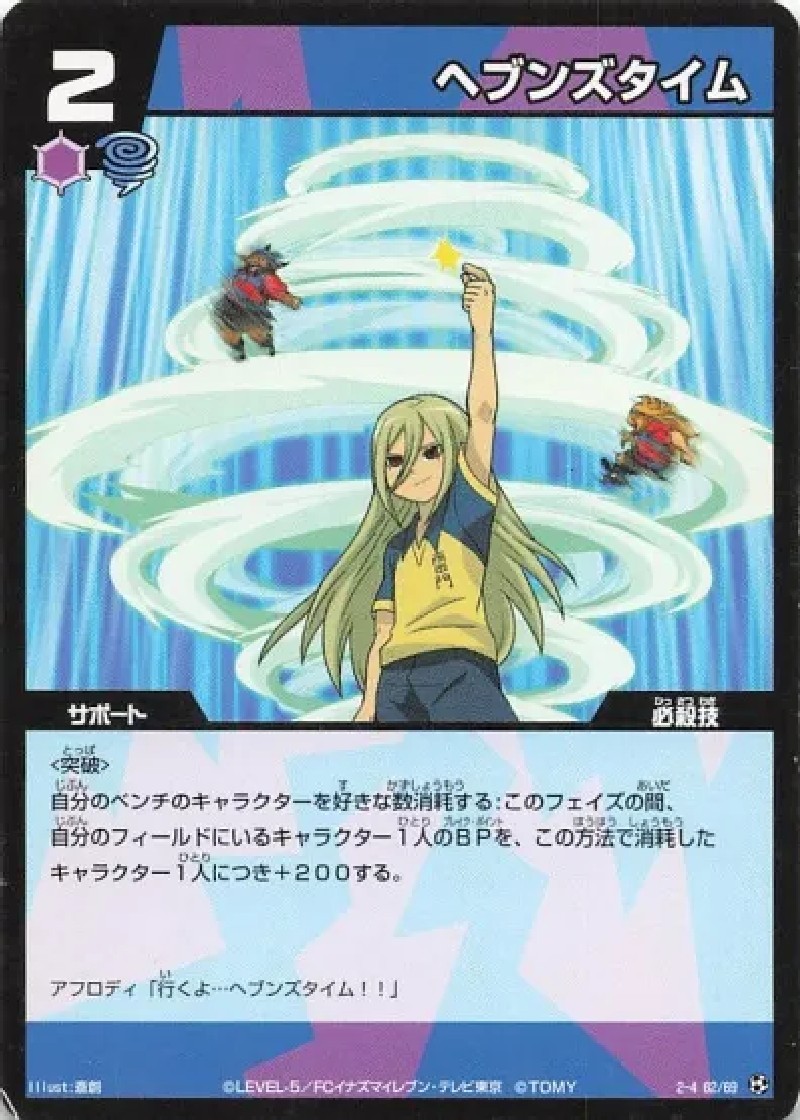 2
ヘブンズタイム
サポート
必殺技
<突破>
自分のベンチのキャラクターを好きな数消耗する:このフェイズの間、
自分のフィールドにいるキャラクター1人のBPを、この方法で消耗した
キャラクター1人につき+200する。
アフロディ「行くよ…ヘブンズタイム!!」
©LEVEL-5/FCイナズマイレブン・テレビ東京 ©TOMY
2-4 62/69